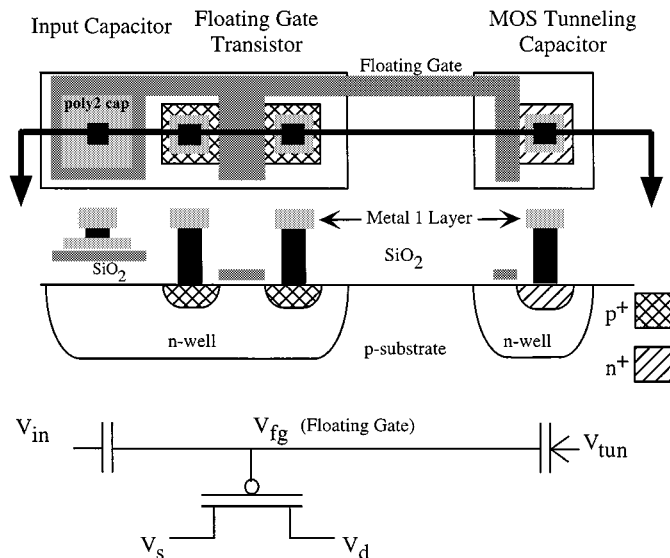 Input Capacitor
Floating Gate
Transistor
MOS Tunneling
Capacitor
Floating Gate
poly2 cap
Metal 1 Layer
SiO2
SiO2
n-well
p-substrate
n-well
p+
n+
Vin
Vfg (Floating Gate)
Vtun
Vs
Vd